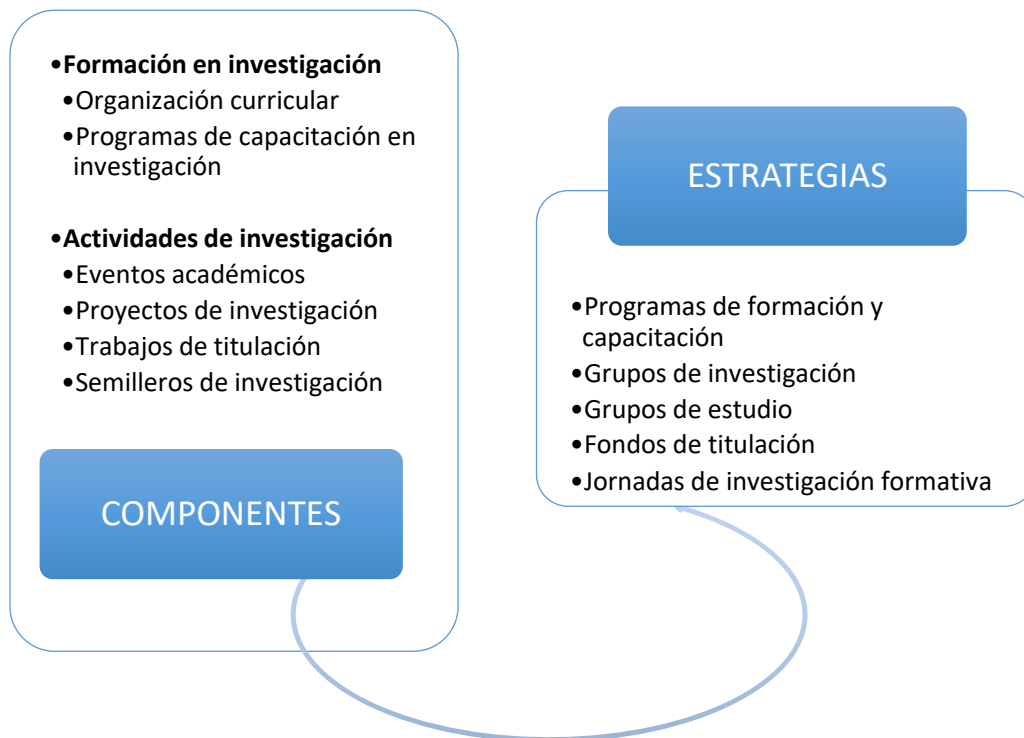 •Formación en investigación
•Organización curricular
•Programas de capacitación en
investigación
•Actividades de investigación
•Eventos académicos
•Proyectos de investigación
•Trabajos de titulación
•Semilleros de investigación
COMPONENTES
ESTRATEGIAS
•Programas de formación y
capacitación
•Grupos de investigación
•Grupos de estudio
•Fondos de titulación
•Jornadas de investigación formativa